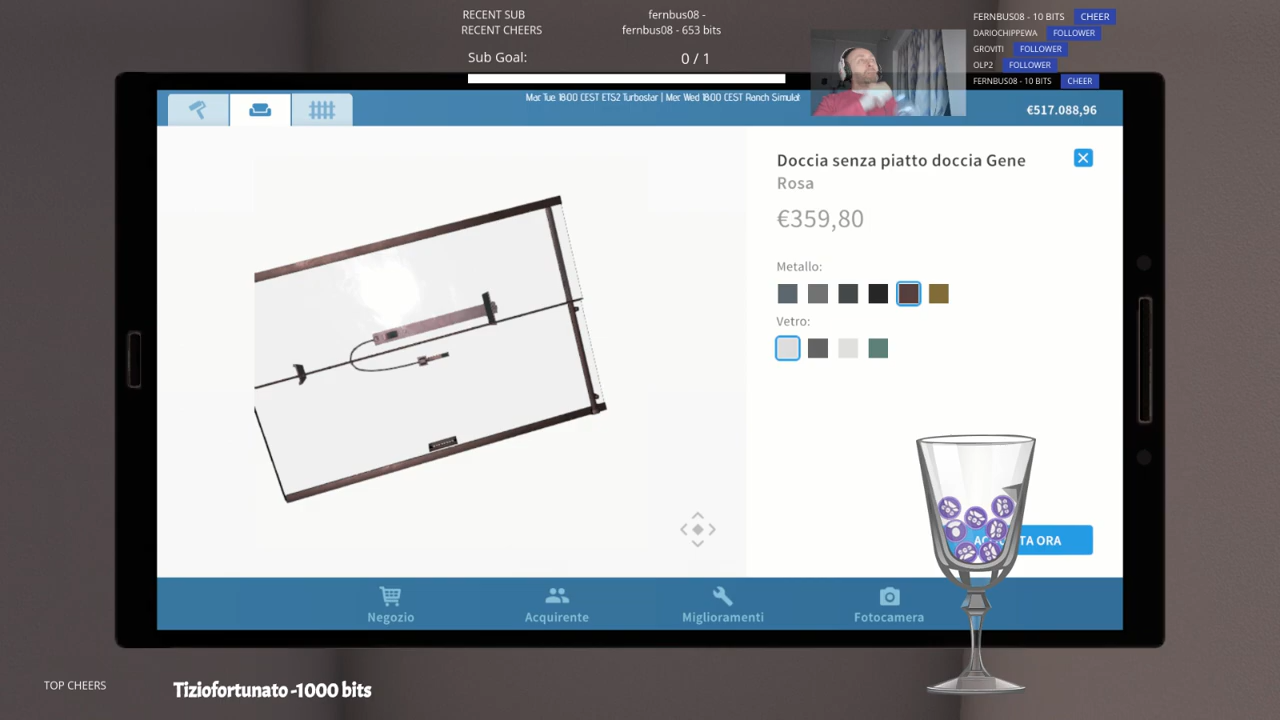 RECENT SUB
fernbus08 -
RECENT CHEERS
fernbus08 - 653 bits
Sub Goal:
0 / 1
FERNBUS08 - 10 BITS CHEER
DARIOCHIPPEWA FOLLOWER
GROVITI FOLLOWER
OLP2 FOLLOWER
FERNBUS08 - 10 BITS CHEER
Mar Tue 18:00 CEST ETS2 Turbostar | Mer Wed 18:00 CEST Ranch Simulat
€517.088,96
Doccia senza piatto doccia Gene
Rosa
€359,80
Metallo:
Vetro:
ORA
Negozio
Acquirente
Miglioramenti
Fotocamera
TOP CHEERS
Tiziofortunato -1000 bits